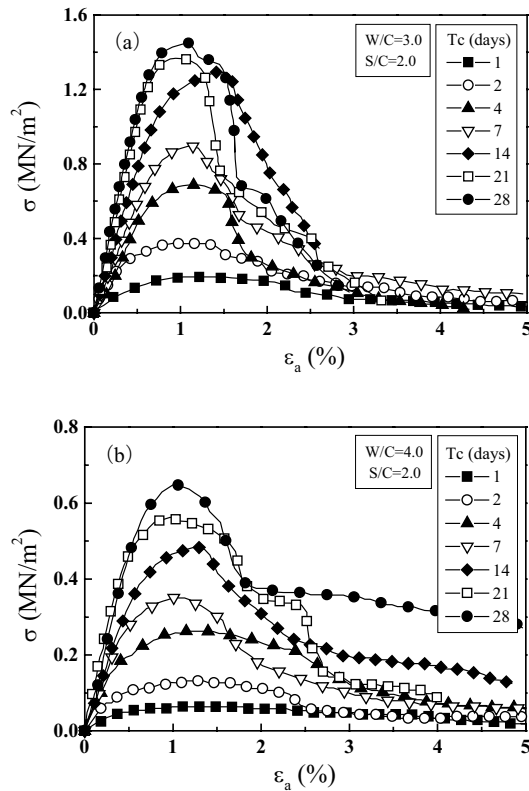 (a)
W/C=3.0
S/C=2.0
Tc (days)
1
2
4
7
14
21
28
1.6
1.2
0.8
0.4
0.0
σ (MN/m²)
0 1 2 3 4 5
εa (%)
(b)
W/C=4.0
S/C=2.0
Tc (days)
1
2
4
7
14
21
28
0.8
0.6
0.4
0.2
0.0
σ (MN/m²)
0 1 2 3 4 5
εa (%)